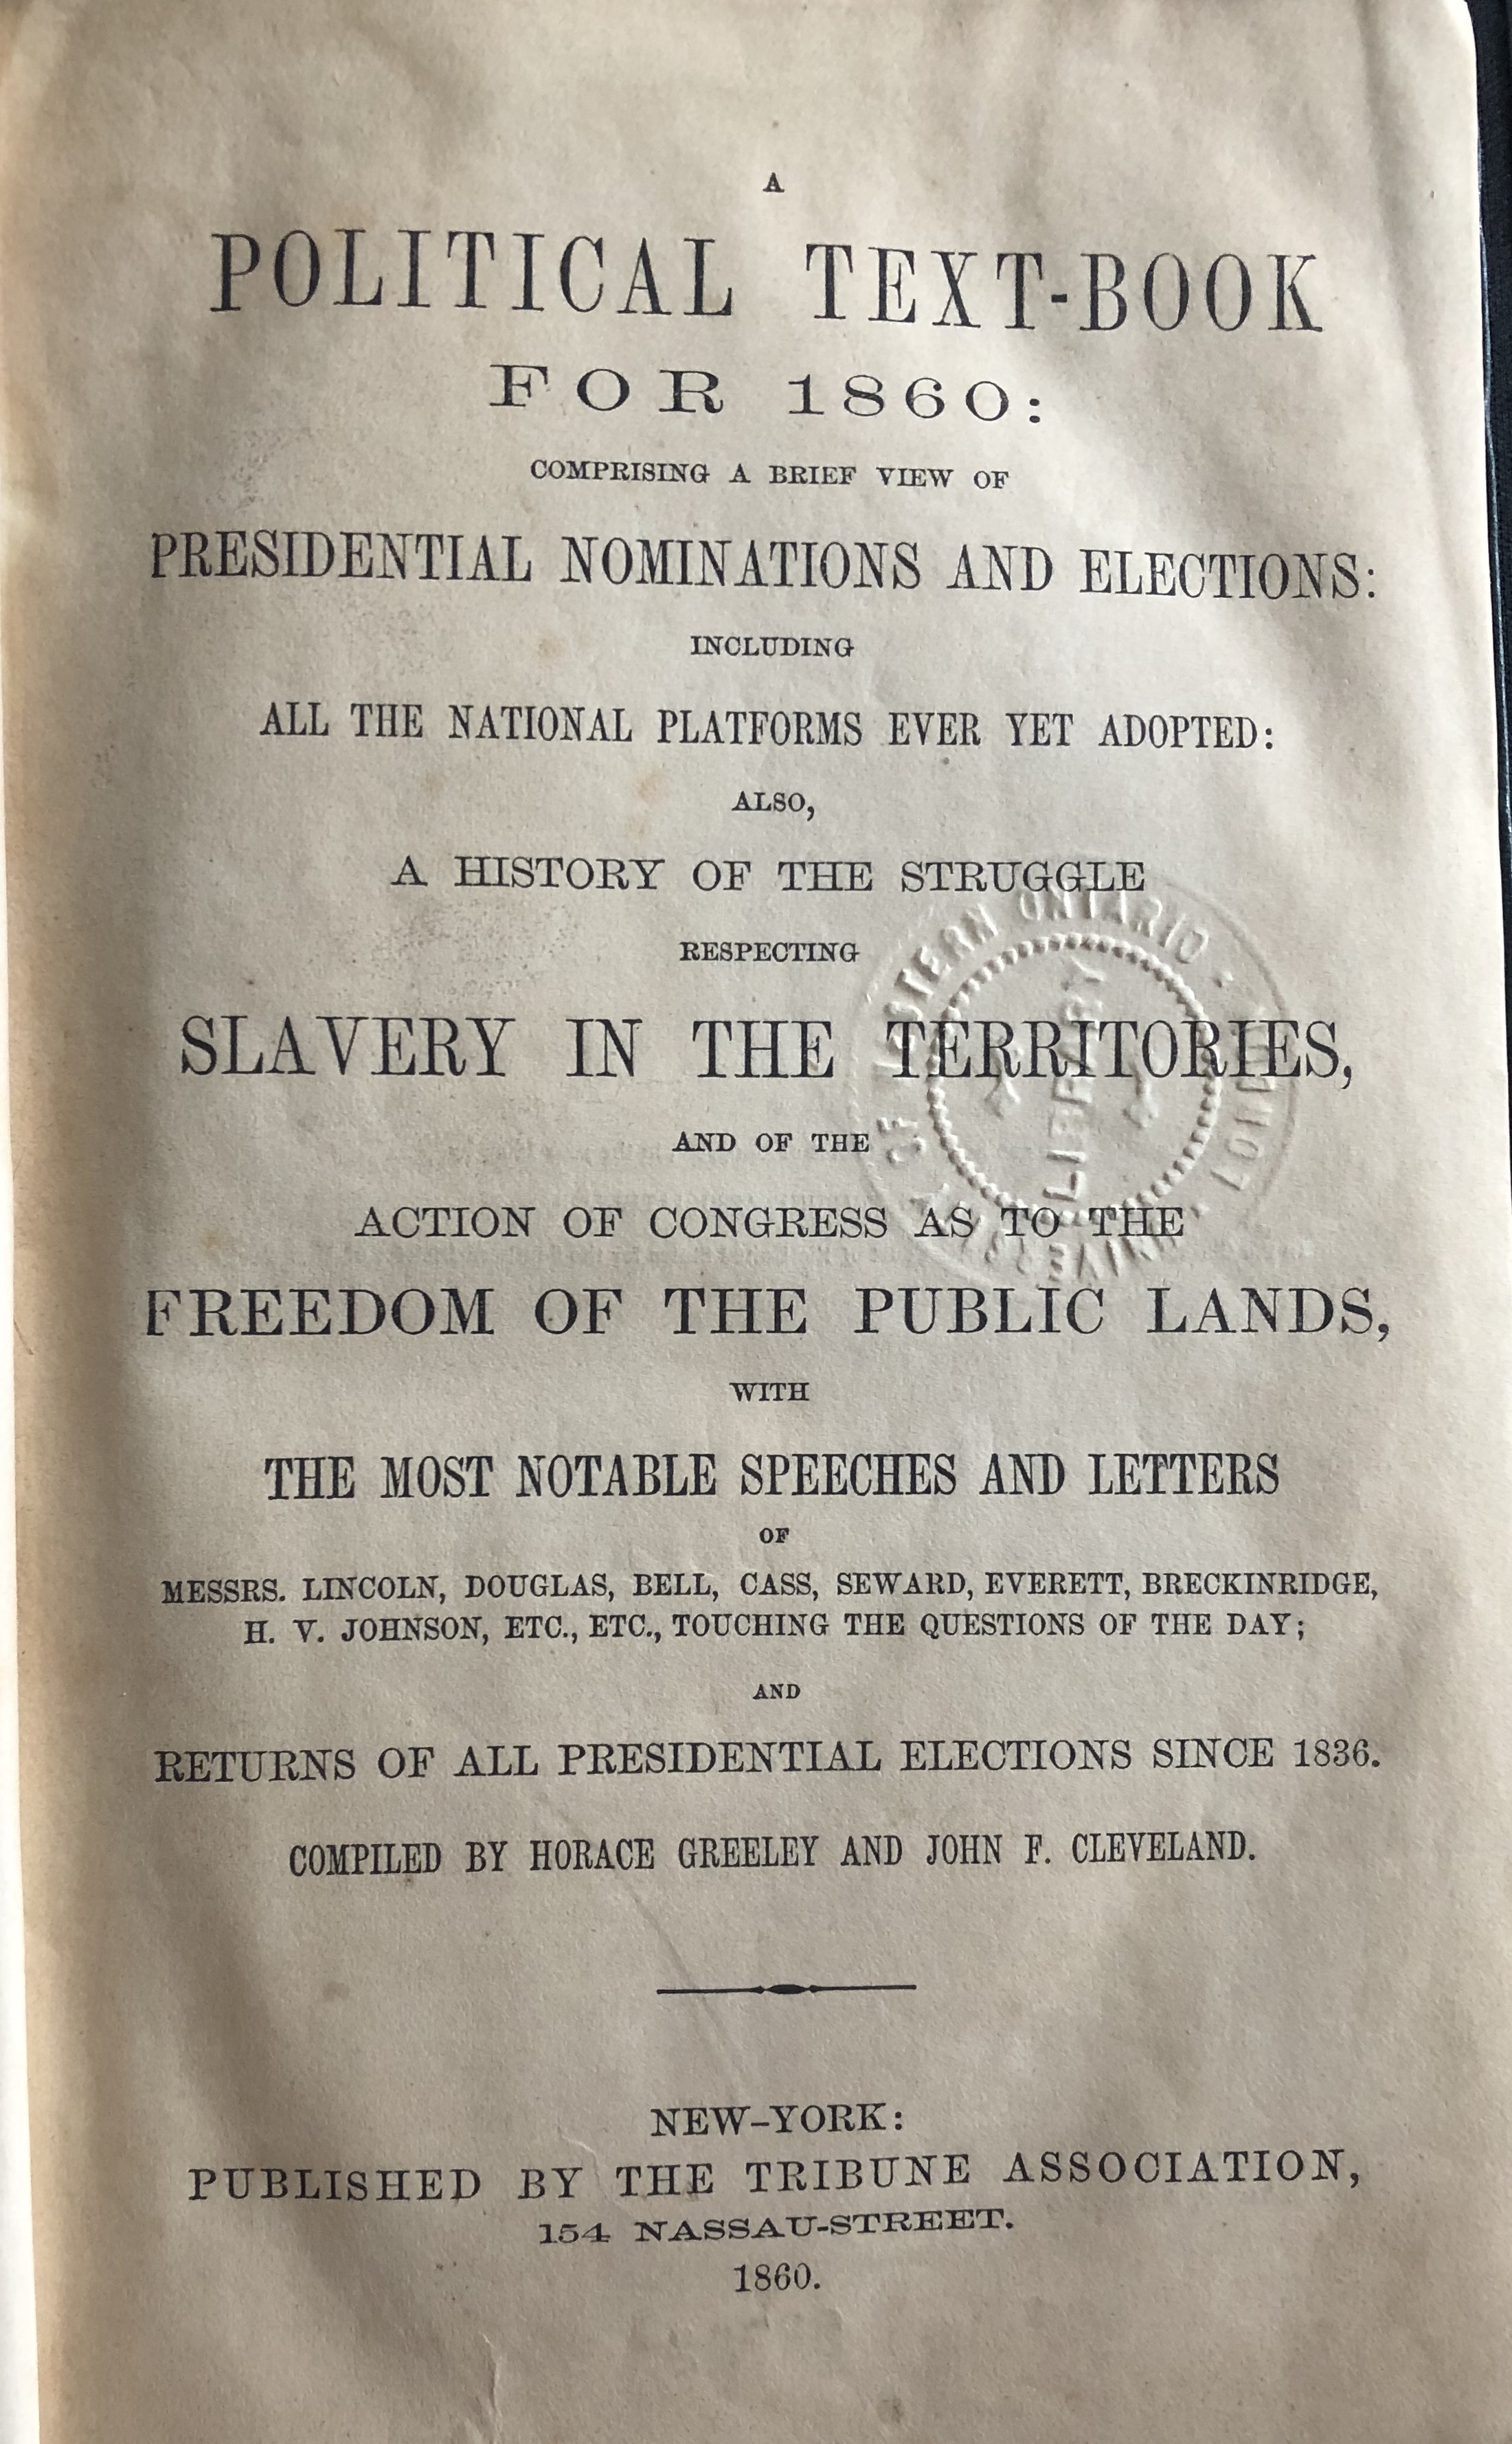 A
POLITICAL TEXT-BOOK
FOR 1860:
COMPRISING A BRIEF VIEW OF
PRESIDENTIAL NOMINATIONS AND ELECTIONS:
INCLUDING
ALL THE NATIONAL PLATFORMS EVER YET ADOPTED:
ALSO,
A HISTORY OF THE STRUGGLE
RESPECTING
SLAVERY IN THE TERRITORIES,
AND OF THE
ACTION OF CONGRESS AS TO THE
FREEDOM OF THE PUBLIC LANDS,
WITH
THE MOST NOTABLE SPEECHES AND LETTERS
OF
MESSRS. LINCOLN, DOUGLAS, BELL, CASS, SEWARD, EVERETT, BRECKINRIDGE,
H. V. JOHNSON, ETC., ETC., TOUCHING THE QUESTIONS OF THE DAY;
AND
RETURNS OF ALL PRESIDENTIAL ELECTIONS SINCE 1836.
COMPILED BY HORACE GREELEY AND JOHN F. CLEVELAND.
NEW-YORK:
PUBLISHED BY THE TRIBUNE ASSOCIATION,
154 NASSAU-STREET.
1860.
OF
ONTARIO
LIBRARY